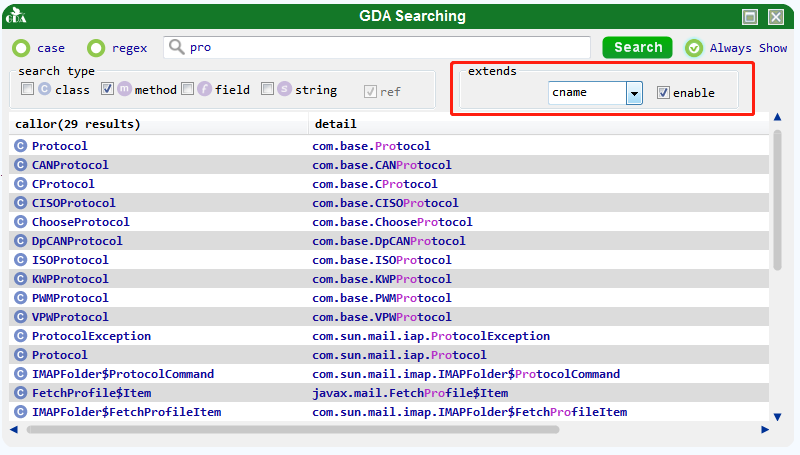 GDA
GDA Searching
case regex pro Search Always Show
search type extends
C class m method f field s string ref cname enable
callor(29 results) detail
C Protocol com.base.Protocol
C CANProtocol com.base.CANProtocol
C CProtocol com.base.CProtocol
C CISOProtocol com.base.CISOProtocol
C ChooseProtocol com.base.ChooseProtocol
C DpCANProtocol com.base.DpCANProtocol
C ISOProtocol com.base.ISOProtocol
C KWPProtocol com.base.KWPProtocol
C PWMProtocol com.base.PWMProtocol
C VPWProtocol com.base.VPWProtocol
C ProtocolException com.sun.mail.iap.ProtocolException
C Protocol com.sun.mail.iap.Protocol
C IMAPFolder$ProtocolCommand com.sun.mail.imap.IMAPFolder$ProtocolCommand
C FetchProfile$Item javax.mail.FetchProfile$Item
C IMAPFolder$FetchProfileItem com.sun.mail.imap.IMAPFolder$FetchProfileItem